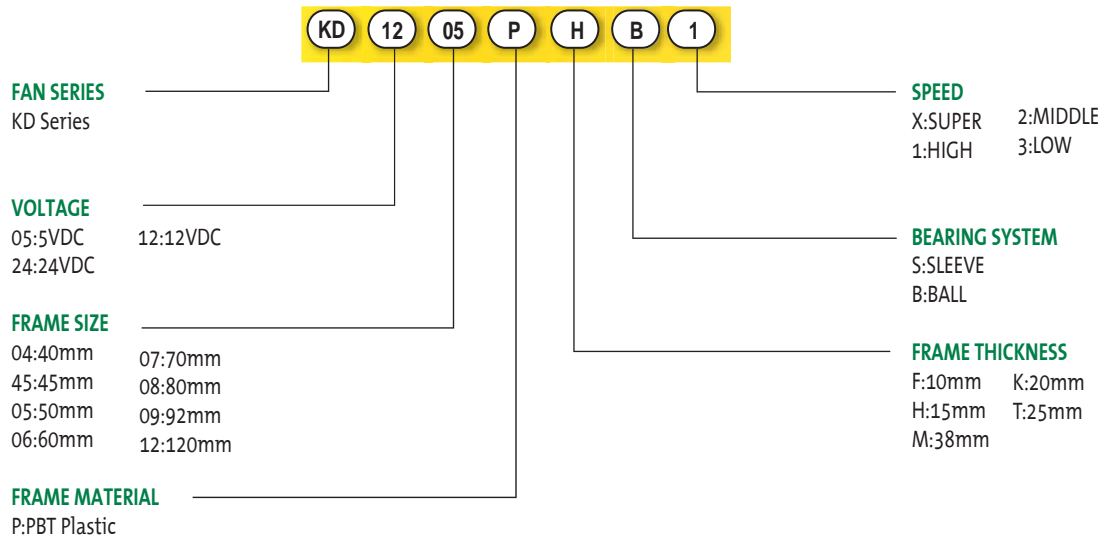 KD 12 05 P H B 1
FAN SERIES
KD Series
VOLTAGE
05:5VDC 12:12VDC
24:24VDC
FRAME SIZE
04:40mm 07:70mm
45:45mm 08:80mm
05:50mm 09:92mm
06:60mm 12:120mm
FRAME MATERIAL
P:PBT Plastic
SPEED
X:SUPER 2:MIDDLE
1:HIGH 3:LOW
BEARING SYSTEM
S:SLEEVE
B:BALL
FRAME THICKNESS
F:10mm K:20mm
H:15mm T:25mm
M:38mm